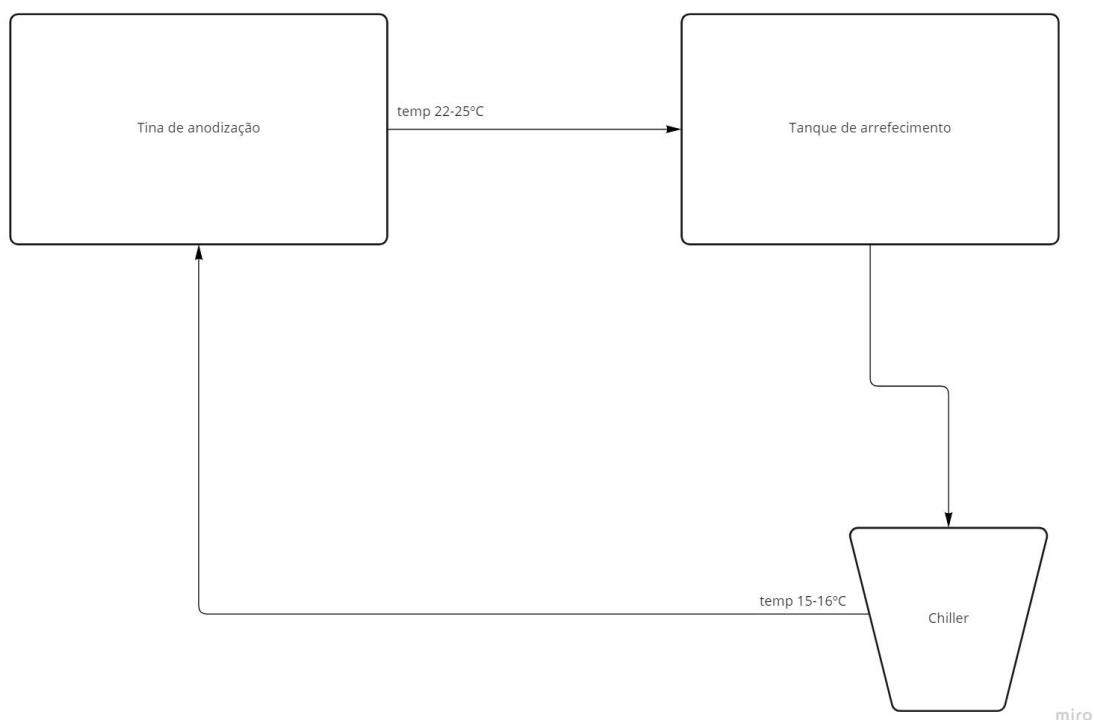 Tina de anodização
temp 22-25ºC
Tanque de arrefecimento
temp 15-16ºC
Chiller
miro